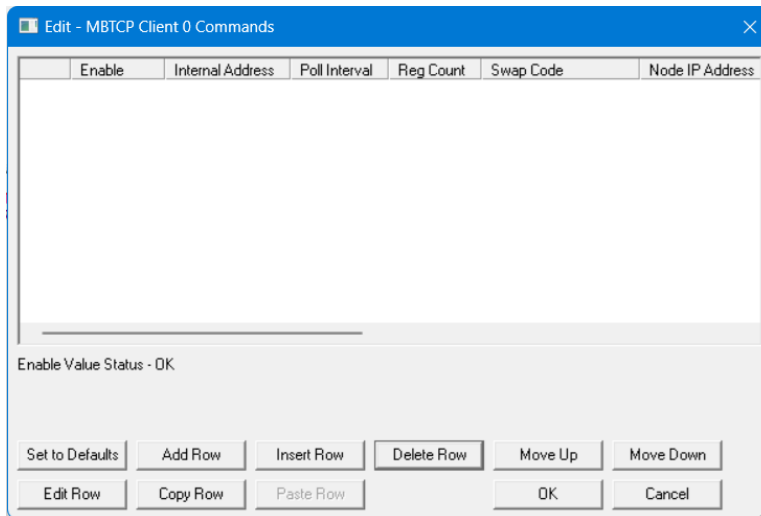 Edit - MBTCP Client 0 Commands
Enable Internal Address Poll Interval Reg Count Swap Code Node IP Address
Enable Value Status - OK
Set to Defaults Add Row Insert Row Delete Row Move Up Move Down
Edit Row Copy Row Paste Row OK Cancel